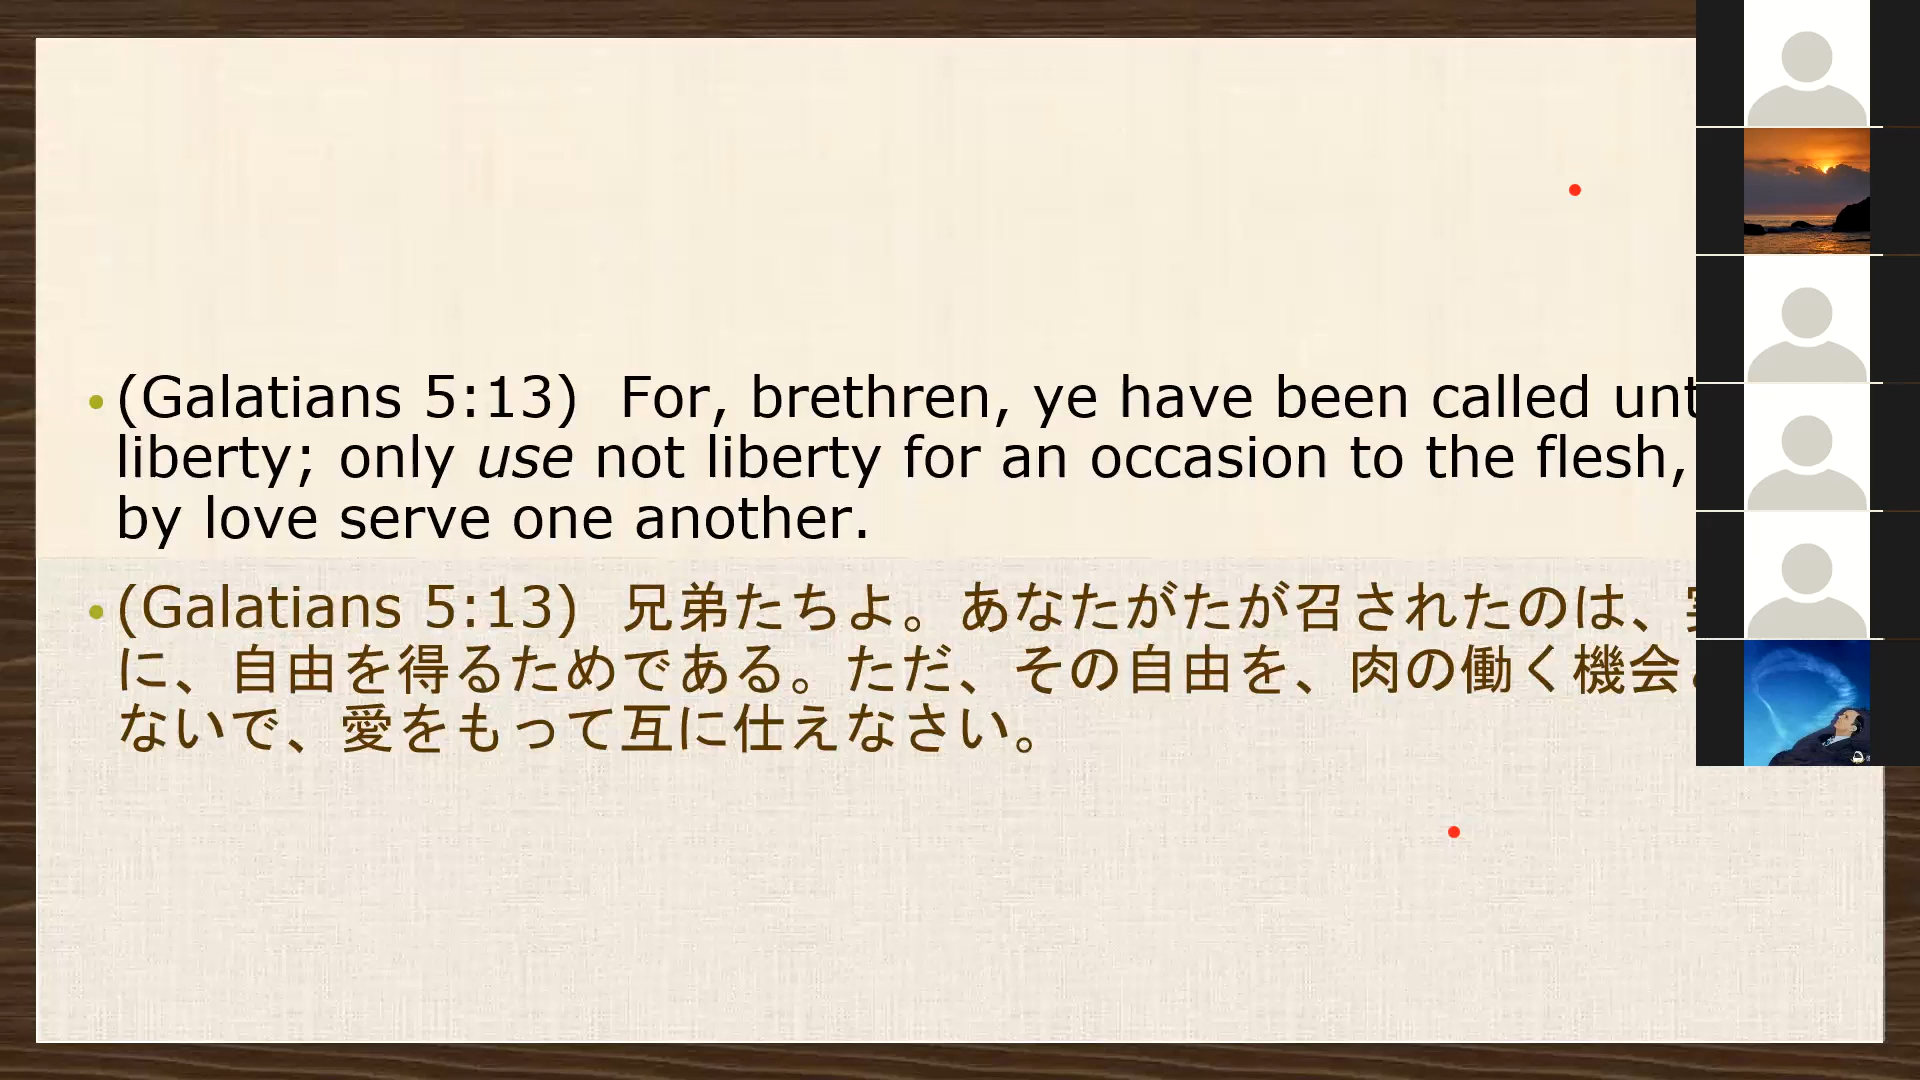 • (Galatians 5:13) For, brethren, ye have been called
liberty; only use not liberty for an occasion to the flesh,
by love serve one another.
• (Galatians 5:13) 兄弟たちよ。あなたがたが召されたのは、
に、自由を得るためである。ただ、その自由を、肉の働く機会
ないで、愛をもって互に仕えなさい。